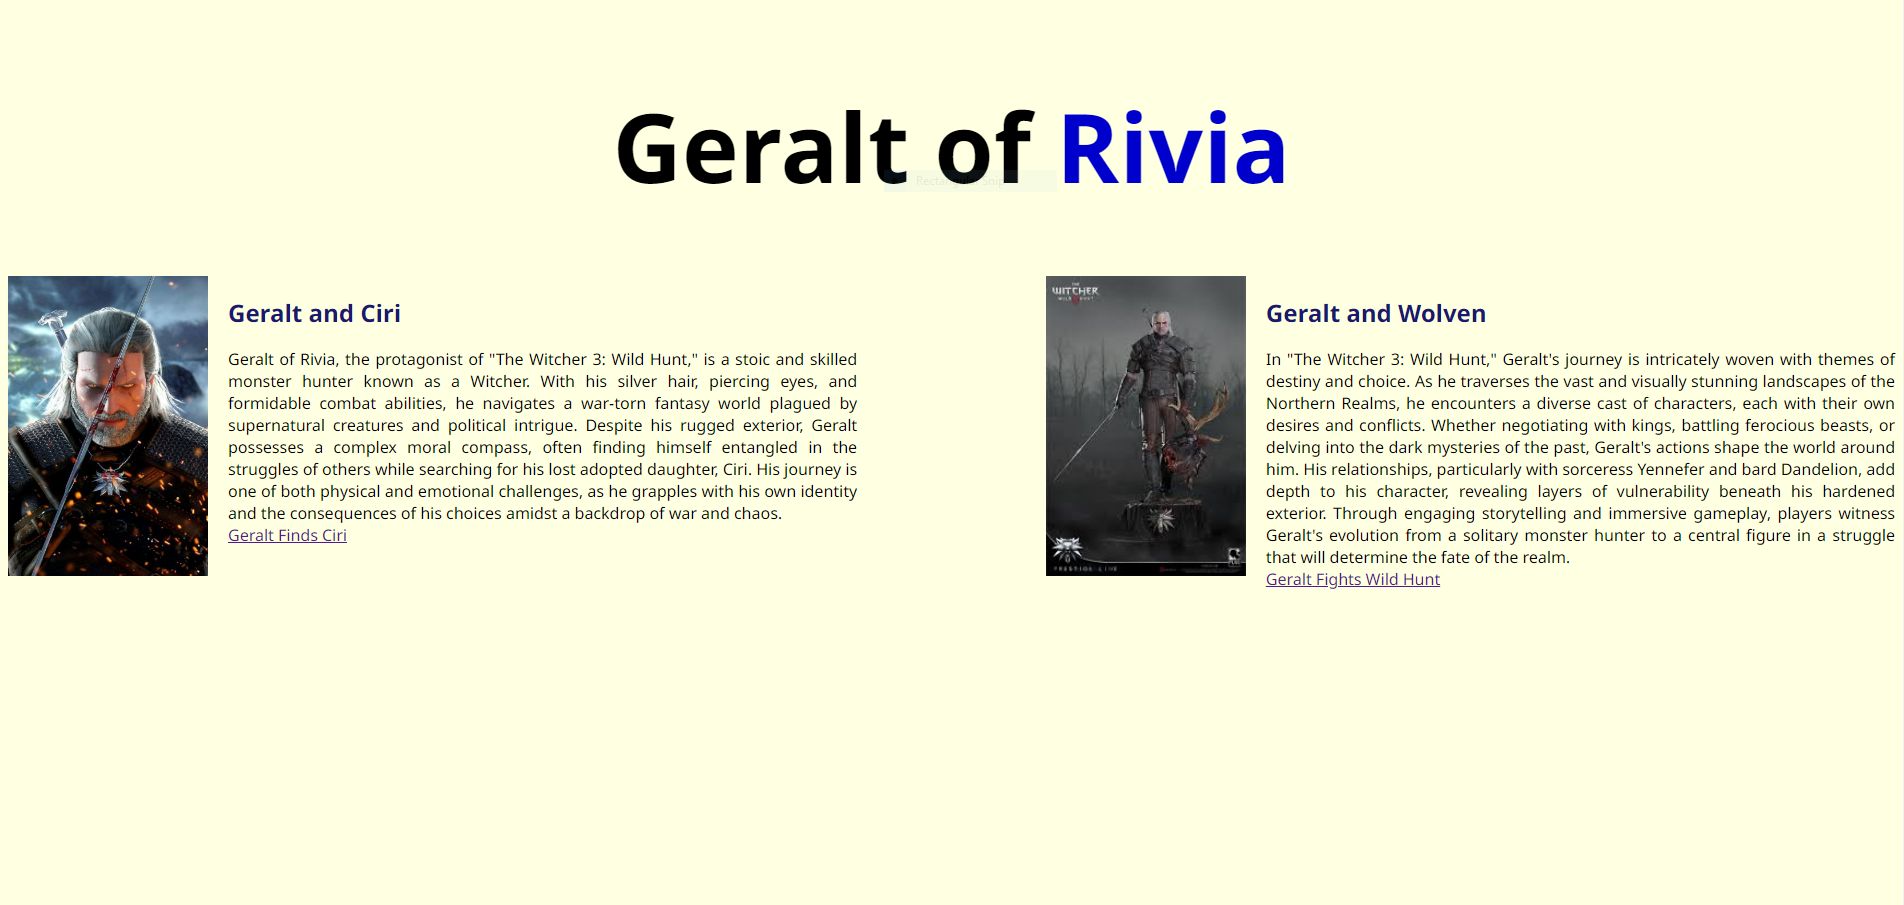 Geralt of Rivia
Geralt and Ciri
Geralt of Rivia, the protagonist of "The Witcher 3: Wild Hunt," is a stoic and skilled
monster hunter known as a Witcher. With his silver hair, piercing eyes, and
formidable combat abilities, he navigates a war-torn fantasy world plagued by
supernatural creatures and political intrigue. Despite his rugged exterior, Geralt
possesses a complex moral compass, often finding himself entangled in the
struggles of others while searching for his lost adopted daughter, Ciri. His journey is
one of both physical and emotional challenges, as he grapples with his own identity
and the consequences of his choices amidst a backdrop of war and chaos.
Geralt Finds Ciri
THE
WITCHER
WILD HUNT
PRESTIGE LINE
Geralt and Wolven
In "The Witcher 3: Wild Hunt," Geralt's journey is intricately woven with themes of
destiny and choice. As he traverses the vast and visually stunning landscapes of the
Northern Realms, he encounters a diverse cast of characters, each with their own
desires and conflicts. Whether negotiating with kings, battling ferocious beasts, or
delving into the dark mysteries of the past, Geralt's actions shape the world around
him. His relationships, particularly with sorceress Yennefer and bard Dandelion, add
depth to his character, revealing layers of vulnerability beneath his hardened
exterior. Through engaging storytelling and immersive gameplay, players witness
Geralt's evolution from a solitary monster hunter to a central figure in a struggle
that will determine the fate of the realm.
Geralt Fights Wild Hunt